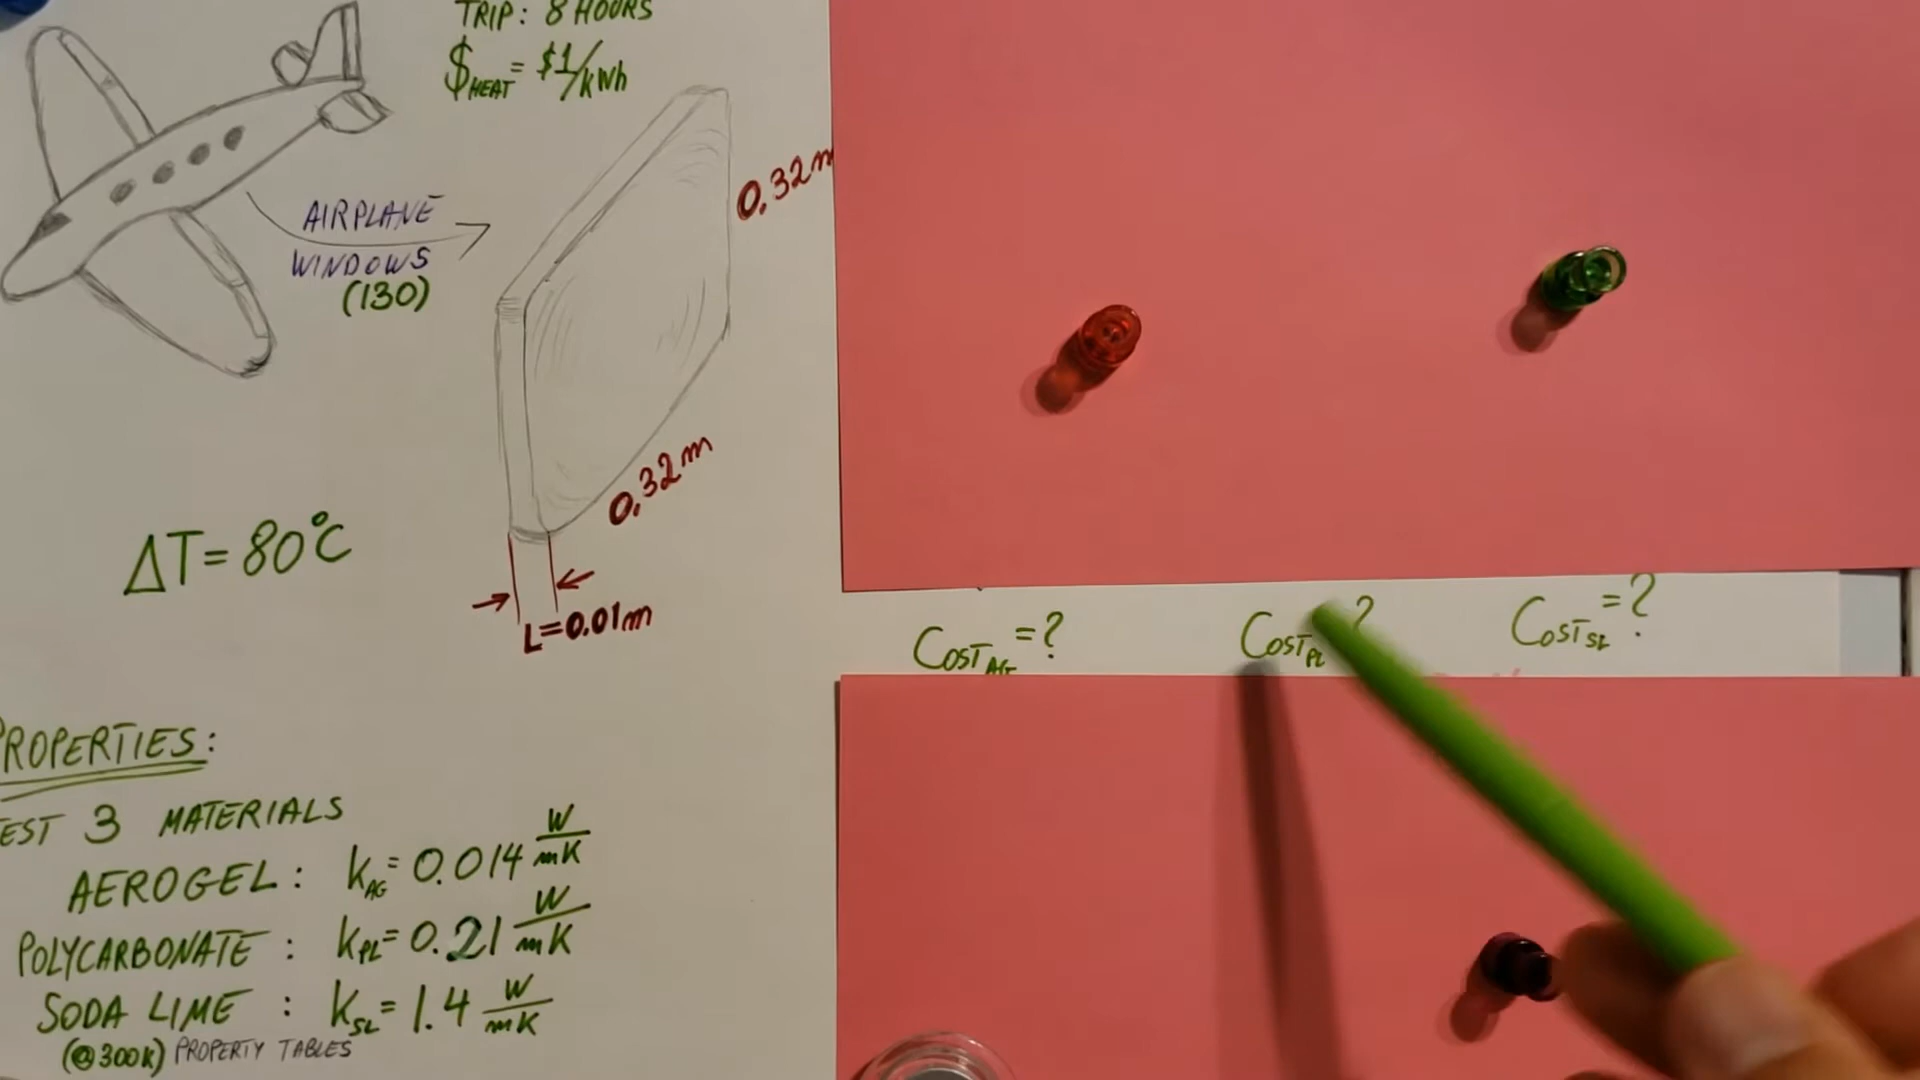 TRIP: 8 HOURS
$HEAT = $1/kWh
AIRPLANE
WINDOWS
(130)
0.32m
0.32m
L=0.01m
ΔT=80°C
PROPERTIES:
EST 3 MATERIALS
AEROGEL: kAG=0.014 W/mK
POLYCARBONATE: kPL=0.21 W/mK
SODA LIME: kSL=1.4 W/mK
(@300K) PROPERTY TABLES
COSTAG=?
COSTPL ?
COSTSL=?